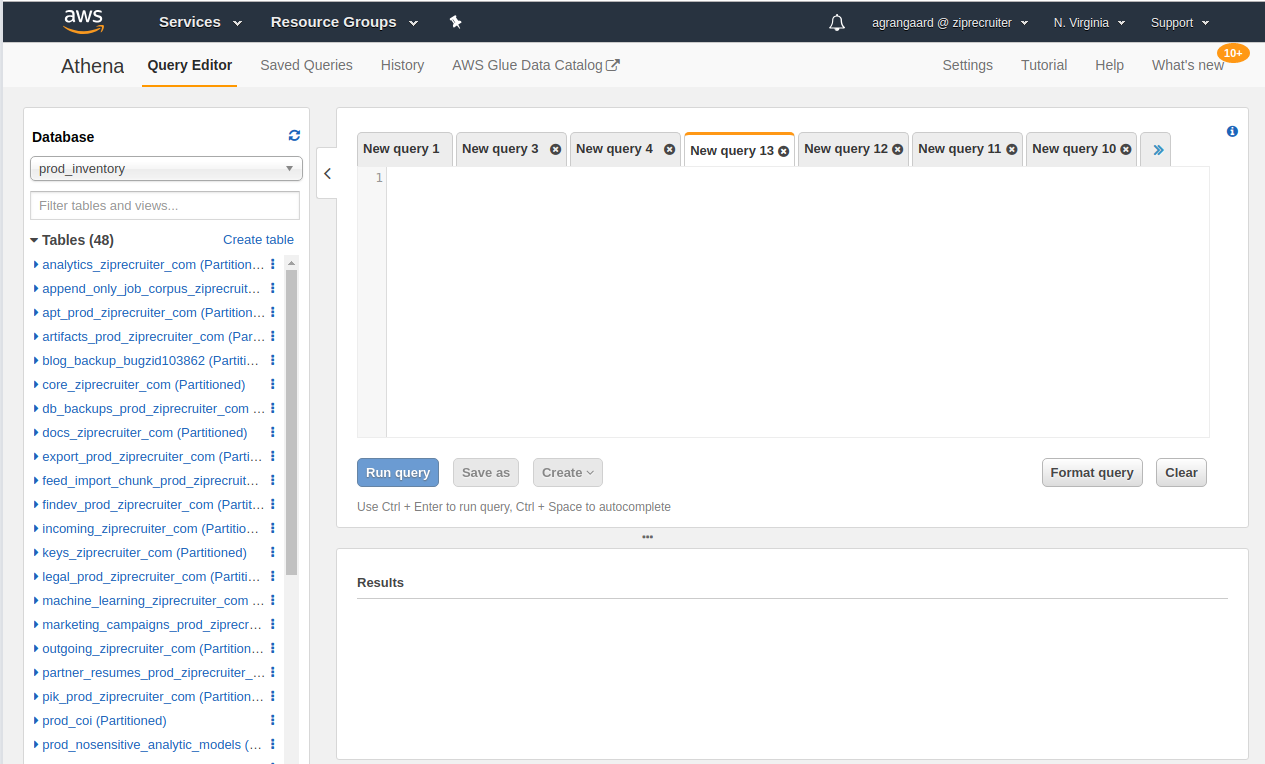 aws Services Resource Groups agrangaard @ ziprecruiter N. Virginia Support
Athena Query Editor Saved Queries History AWS Glue Data Catalog Settings Tutorial Help What's new 10+
Database
prod_inventory
Filter tables and views...
Tables (48) Create table
analytics_ziprecruiter_com (Partition...
append_only_job_corpus_ziprecruit...
apt_prod_ziprecruiter_com (Partition...
artifacts_prod_ziprecruiter_com (Par...
blog_backup_bugzid103862 (Partiti...
core_ziprecruiter_com (Partitioned)
db_backups_prod_ziprecruiter_com ...
docs_ziprecruiter_com (Partitioned)
export_prod_ziprecruiter_com (Parti...
feed_import_chunk_prod_ziprecruit...
findev_prod_ziprecruiter_com (Partit...
incoming_ziprecruiter_com (Partitio...
keys_ziprecruiter_com (Partitioned)
legal_prod_ziprecruiter_com (Partiti...
machine_learning_ziprecruiter_com ...
marketing_campaigns_prod_ziprecr...
outgoing_ziprecruiter_com (Partition...
partner_resumes_prod_ziprecruiter_...
pik_prod_ziprecruiter_com (Partition...
prod_coi (Partitioned)
prod_nosensitive_analytic_models (...
New query 1 New query 3 New query 4 New query 13 New query 12 New query 11 New query 10
1
Run query Save as Create Format query Clear
Use Ctrl + Enter to run query, Ctrl + Space to autocomplete
Results